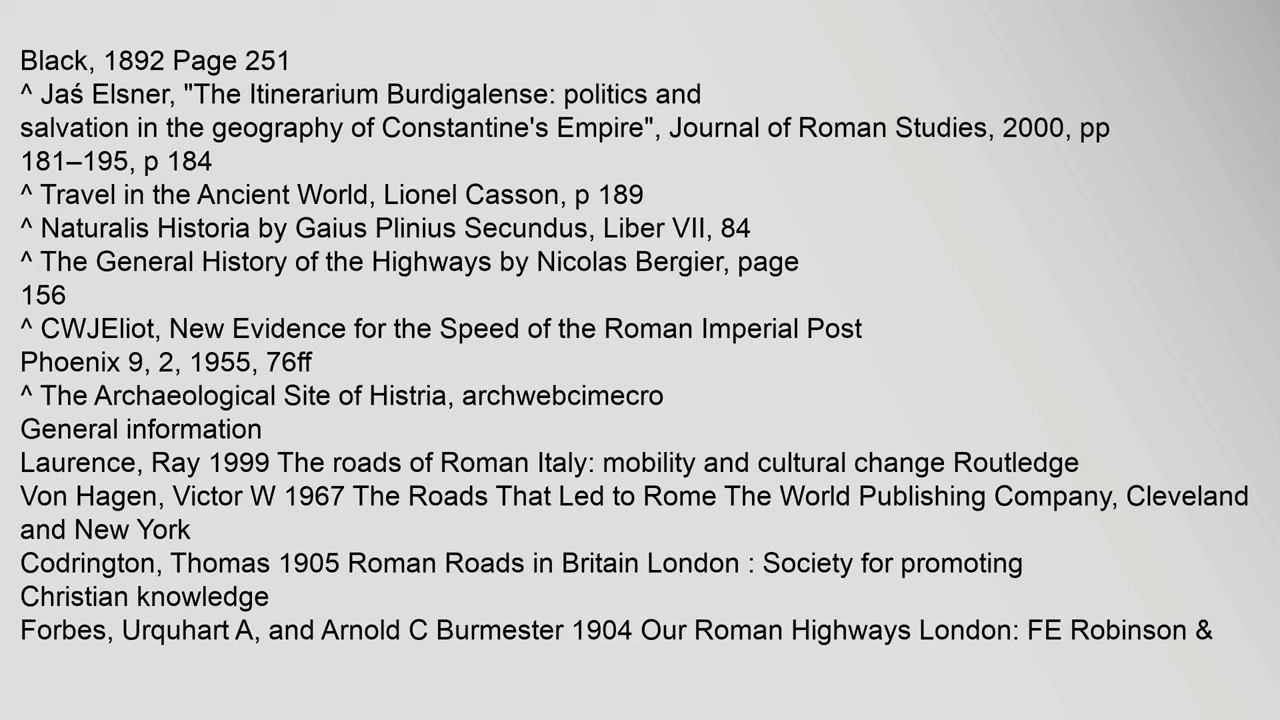 Black, 1892 Page 251
^ Jaś Elsner, "The Itinerarium Burdigalense: politics and
salvation in the geography of Constantine's Empire", Journal of Roman Studies, 2000, pp
181–195, p 184
^ Travel in the Ancient World, Lionel Casson, p 189
^ Naturalis Historia by Gaius Plinius Secundus, Liber VII, 84
^ The General History of the Highways by Nicolas Bergier, page
156
^ CWJEliot, New Evidence for the Speed of the Roman Imperial Post
Phoenix 9, 2, 1955, 76ff
^ The Archaeological Site of Histria, archwebcimecro
General information
Laurence, Ray 1999 The roads of Roman Italy: mobility and cultural change Routledge
Von Hagen, Victor W 1967 The Roads That Led to Rome The World Publishing Company, Cleveland
and New York
Codrington, Thomas 1905 Roman Roads in Britain London : Society for promoting
Christian knowledge
Forbes, Urquhart A, and Arnold C Burmester 1904 Our Roman Highways London: FE Robinson &